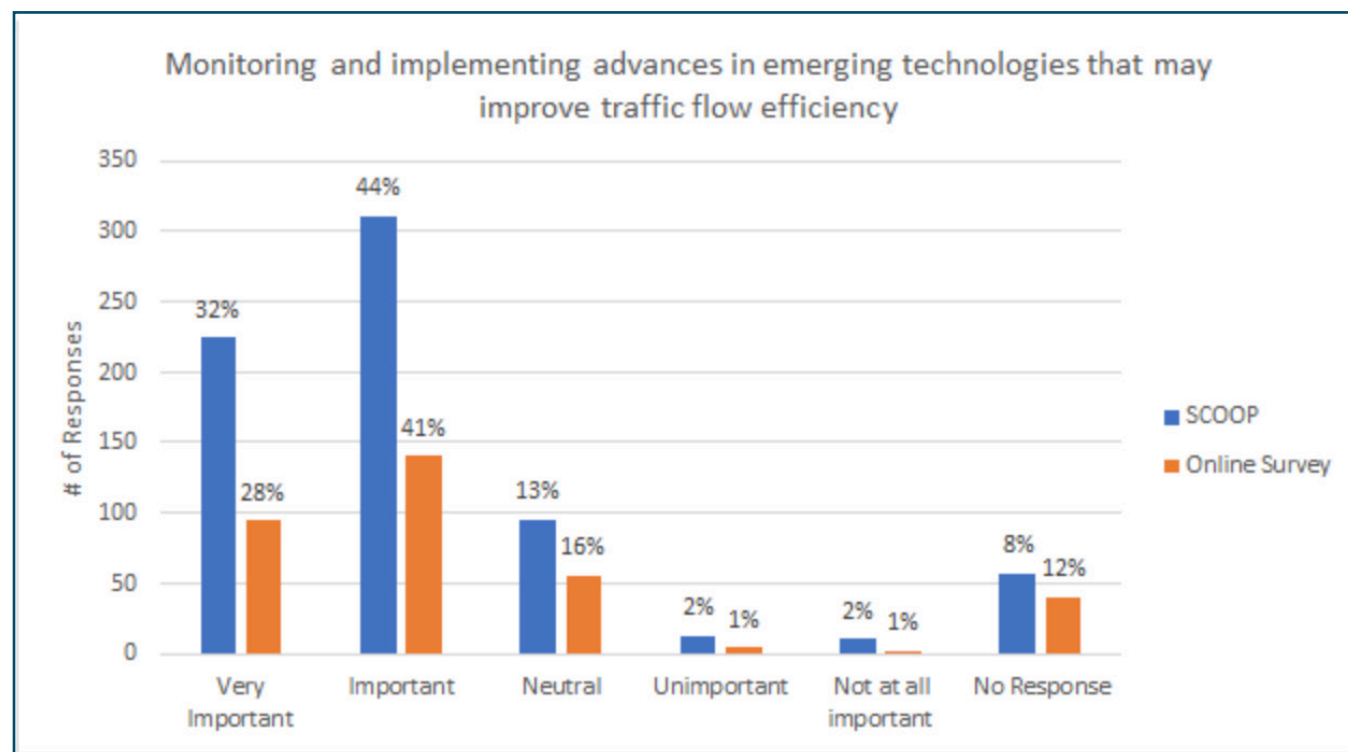 Monitoring and implementing advances in emerging technologies that may
improve traffic flow efficiency
350
300
250
200
150
100
50
0
# of Responses
32%
28%
44%
41%
13%
16%
2%
1%
2%
1%
8%
12%
Very
Important
Important
Neutral
Unimportant
Not at all
important
No Response
SCOOP
Online Survey